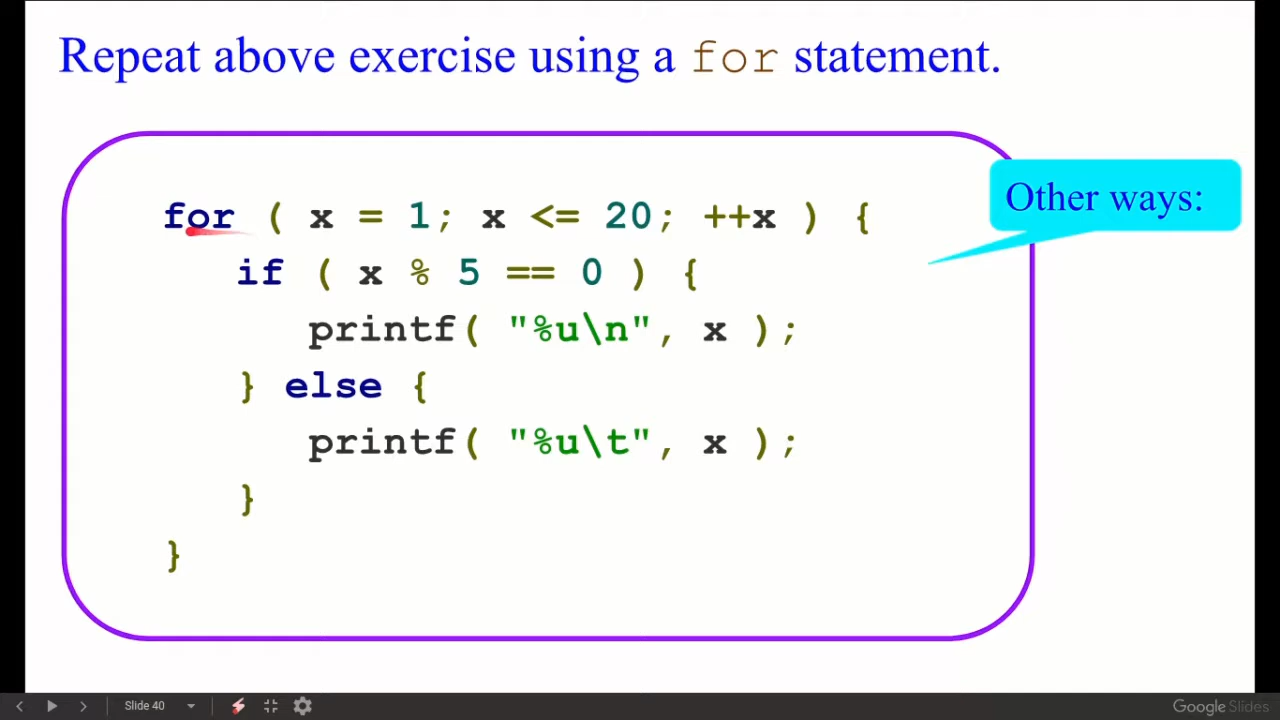 Repeat above exercise using a for statement.
Other ways:
for ( x = 1; x <= 20; ++x ) {
if ( x % 5 == 0 ) {
printf( "%u\n", x );
} else {
printf( "%u\t", x );
}
}
Slide 40
Google Slides